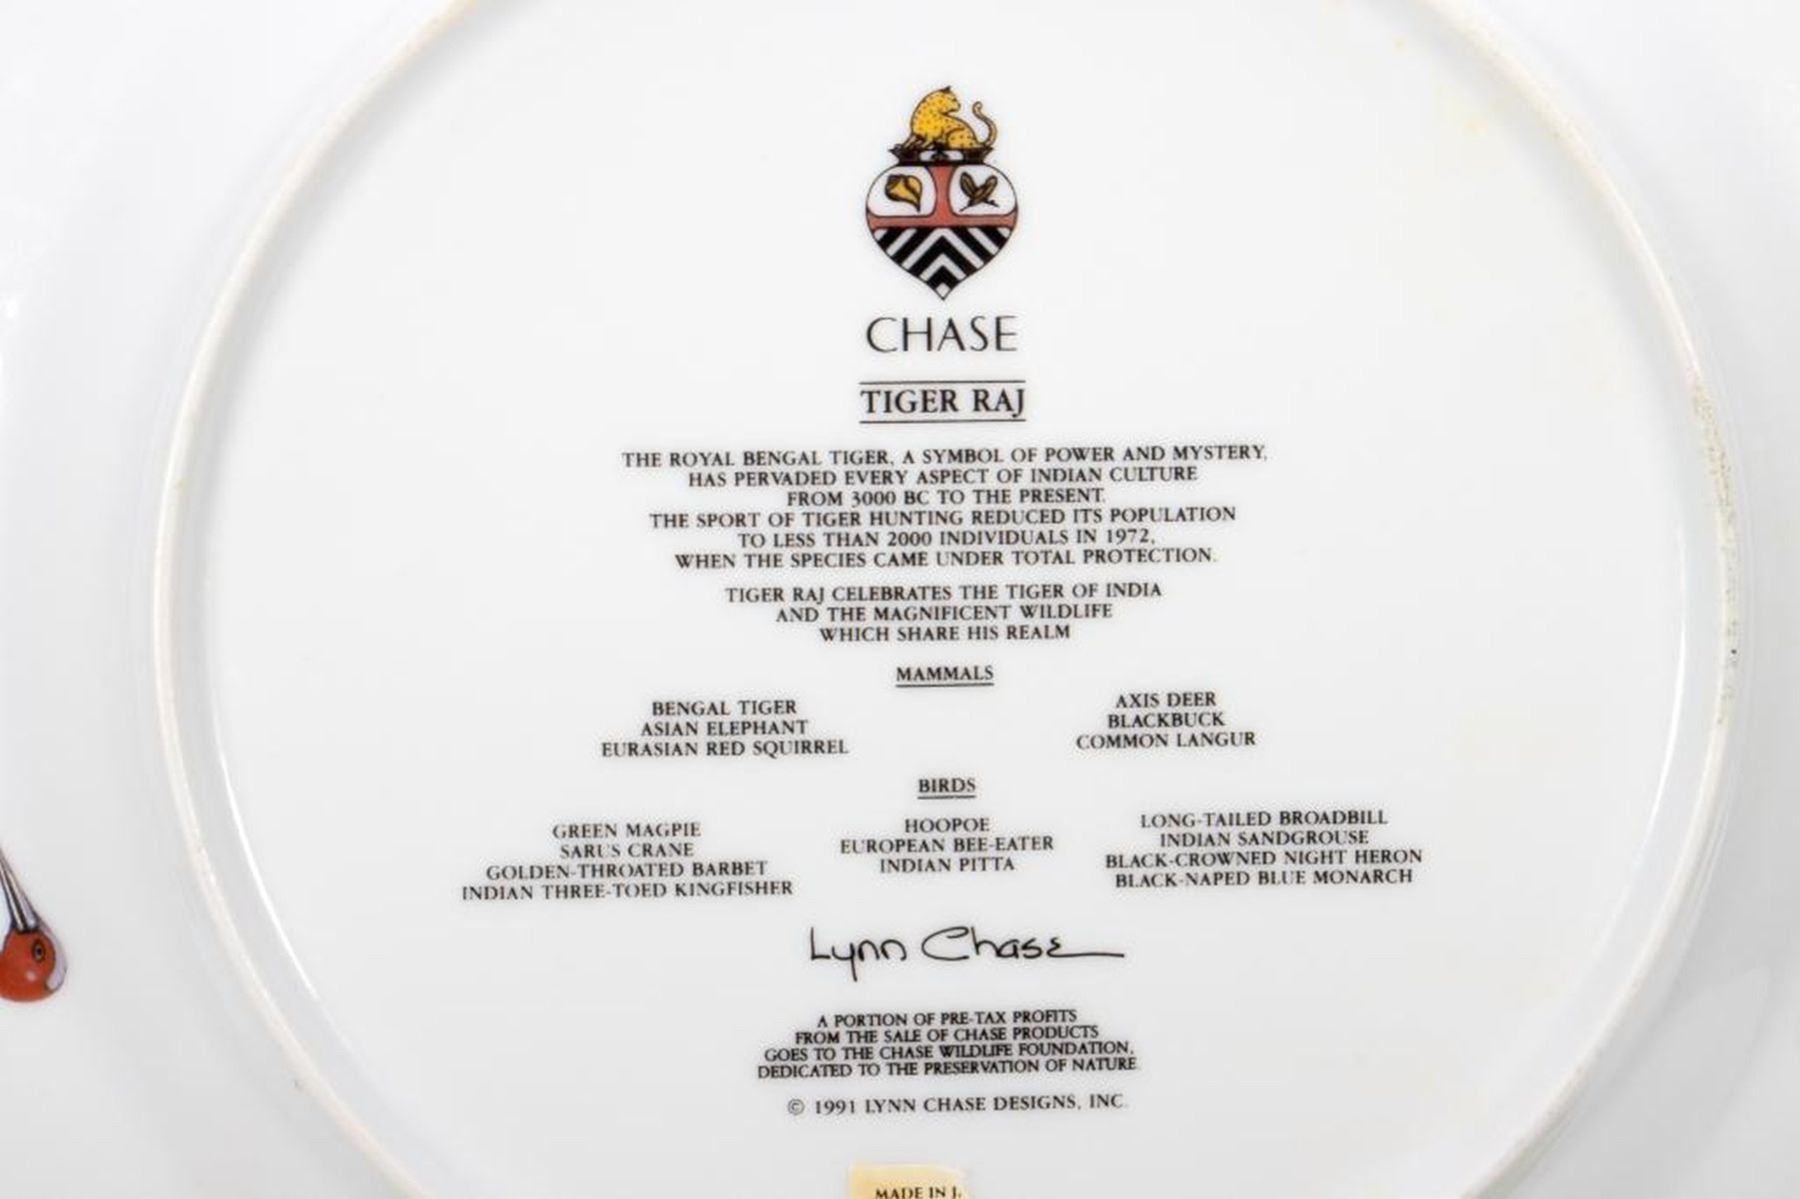 CHASE
TIGER RAJ
THE ROYAL BENGAL TIGER, A SYMBOL OF POWER AND MYSTERY,
HAS PERVADED EVERY ASPECT OF INDIAN CULTURE
FROM 3000 BC TO THE PRESENT.
THE SPORT OF TIGER HUNTING REDUCED ITS POPULATION
TO LESS THAN 2000 INDIVIDUALS IN 1972,
WHEN THE SPECIES CAME UNDER TOTAL PROTECTION.
TIGER RAJ CELEBRATES THE TIGER OF INDIA
AND THE MAGNIFICENT WILDLIFE
WHICH SHARE HIS REALM
MAMMALS
BENGAL TIGER
ASIAN ELEPHANT
EURASIAN RED SQUIRREL
AXIS DEER
BLACKBUCK
COMMON LANGUR
BIRDS
GREEN MAGPIE
SARUS CRANE
GOLDEN-THROATED BARBET
INDIAN THREE-TOED KINGFISHER
HOOPOE
EUROPEAN BEE-EATER
INDIAN PITTA
LONG-TAILED BROADBILL
INDIAN SANDGROUSE
BLACK-CROWNED NIGHT HERON
BLACK-NAPED BLUE MONARCH
Lynn Chase
A PORTION OF PRE-TAX PROFITS
FROM THE SALE OF CHASE PRODUCTS
GOES TO THE CHASE WILDLIFE FOUNDATION,
DEDICATED TO THE PRESERVATION OF NATURE.
© 1991 LYNN CHASE DESIGNS, INC.
MADE IN J